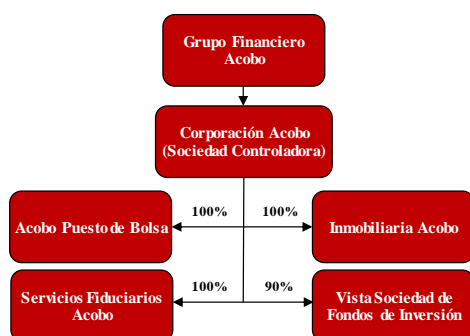 Grupo Financiero
Acobo
Corporación Acobo
(Sociedad Controladora)
100%
100%
Acobo Puesto de Bolsa
Inmobiliaria Acobo
100%
90%
Servicios Fiduciarios
Acobo
Vista Sociedad de
Fondos de Inversión